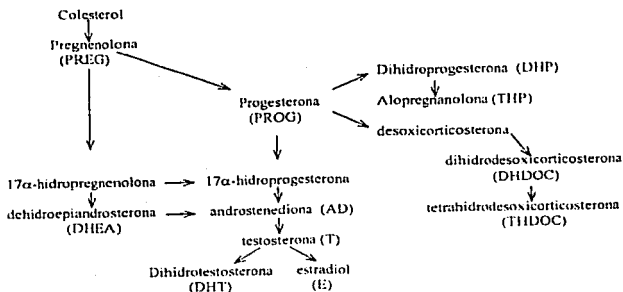 Colesterol
Pregnenolona
(PREG)
Dihidroprogesterona (DHP)
Alopregnanolona (THP)
Progesterona
(PROG)
desoxicorticosterona
dihidrodesoxicorticosterona
(DHDOC)
tetrahidrodesoxicorticosterona
(THDOC)
17α-hidropregnenolona
17α-hidroprogesterona
dehidroepiandrosterona
(DHEA)
androstenediona (AD)
testosterona (T)
Dihidrotestosterona
(DHT)
estradiol
(E)